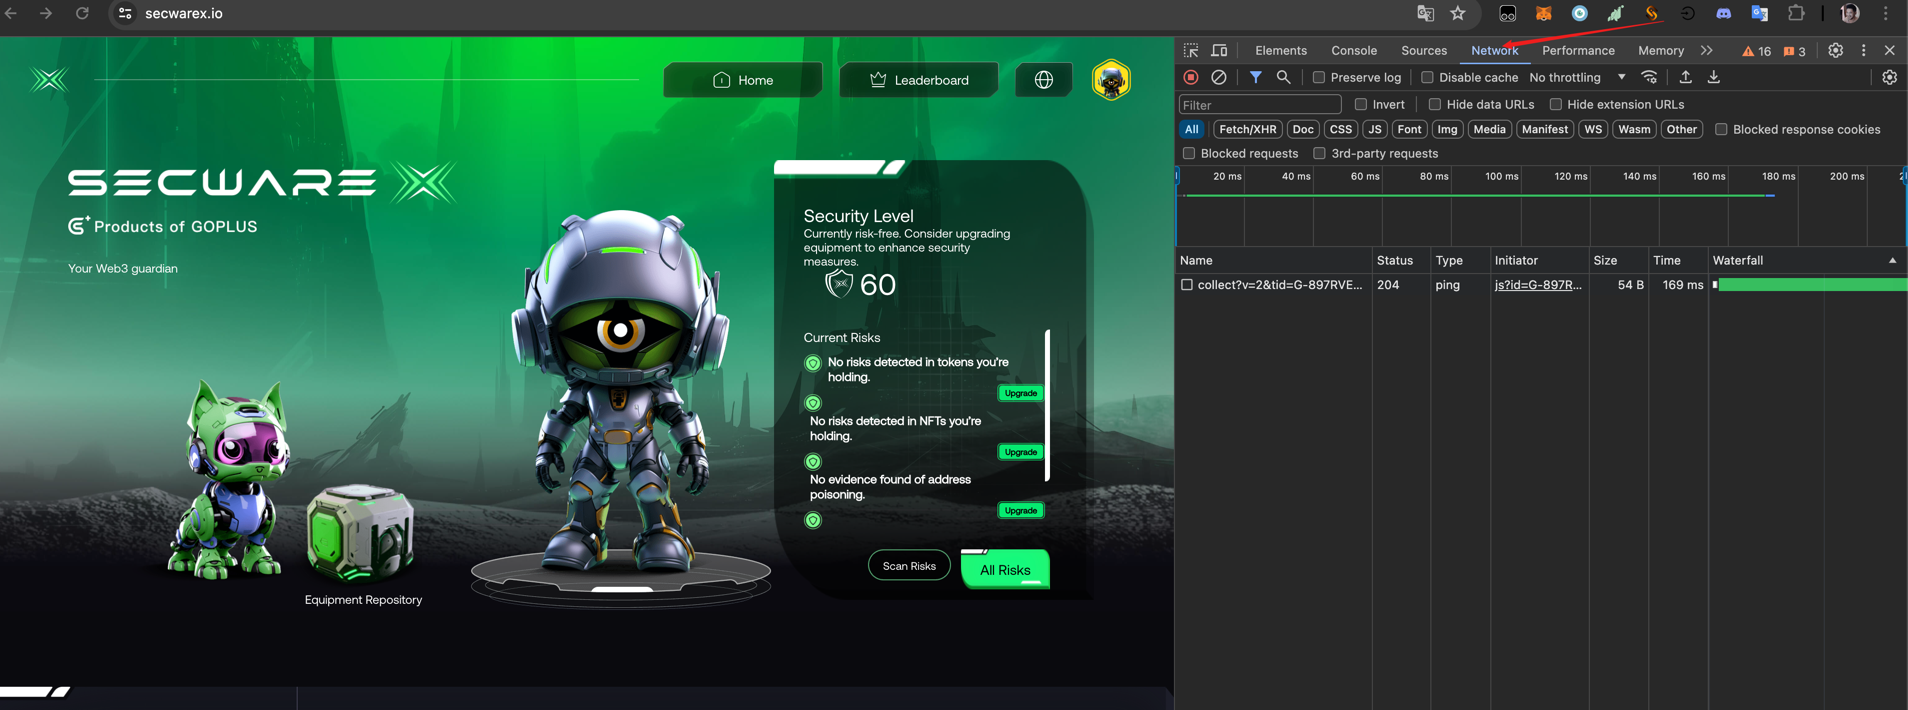 secwarex.io
Home
Leaderboard
SECWARE X
G+ Products of GOPLUS
Your Web3 guardian
Equipment Repository
Security Level
Currently risk-free. Consider upgrading
equipment to enhance security
measures.
60
Current Risks
No risks detected in tokens you're
holding.
Upgrade
No risks detected in NFTs you're
holding.
Upgrade
No evidence found of address
poisoning.
Upgrade
Scan Risks
All Risks
Elements Console Sources Network Performance Memory 16 3
Preserve log Disable cache No throttling
Filter Invert Hide data URLs Hide extension URLs
All Fetch/XHR Doc CSS JS Font Img Media Manifest WS Wasm Other Blocked response cookies
Blocked requests 3rd-party requests
20 ms 40 ms 60 ms 80 ms 100 ms 120 ms 140 ms 160 ms 180 ms 200 ms
Name Status Type Initiator Size Time Waterfall
collect?v=2&tid=G-897RVE... 204 ping js?id=G-897R... 54 B 169 ms